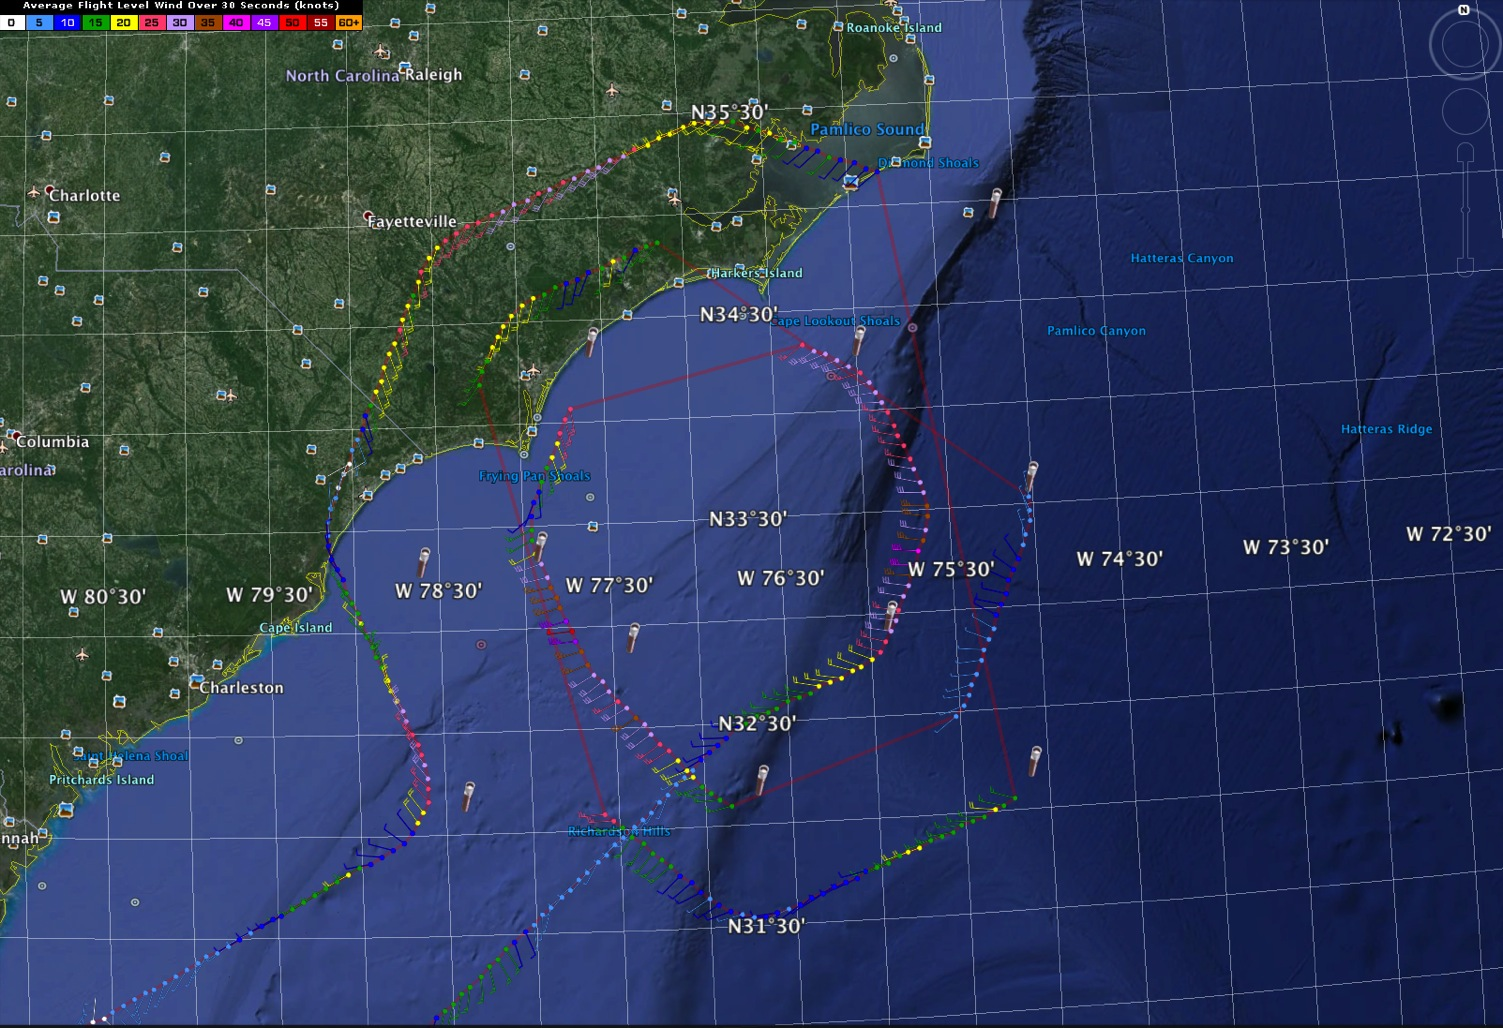 Average Flight Level Wind Over 30 Seconds (knots)
0 5 10 15 20 25 30 35 40 45 50 55 60+
N
Roanoke Island
North Carolina Raleigh
N35°30'
Pamlico Sound
Diamond Shoals
Charlotte
Fayetteville
Hatteras Canyon
Harkers Island
N34°30'
Cape Lookout Shoals
Pamlico Canyon
Hatteras Ridge
Columbia
arolina
Frying Pan Shoals
N33°30'
W 72°30'
W 73°30'
W 74°30'
W 75°30'
W 76°30'
W 77°30'
W 78°30'
W 79°30'
W 80°30'
Cape Island
Charleston
N32°30'
Saint Helena Shoal
Pritchards Island
Richardson Hills
nnah
N31°30'